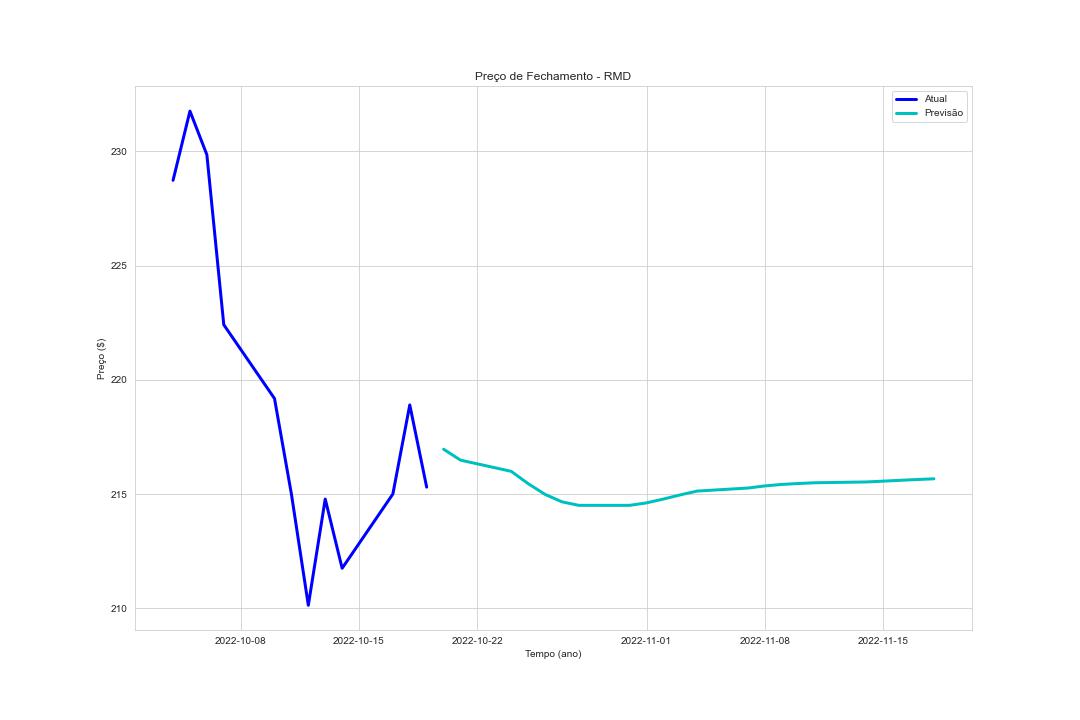 Preço de Fechamento - RMD
Atual
Previsão
230
225
220
215
210
Preço ($)
2022-10-08
2022-10-15
2022-10-22
2022-11-01
2022-11-08
2022-11-15
Tempo (ano)